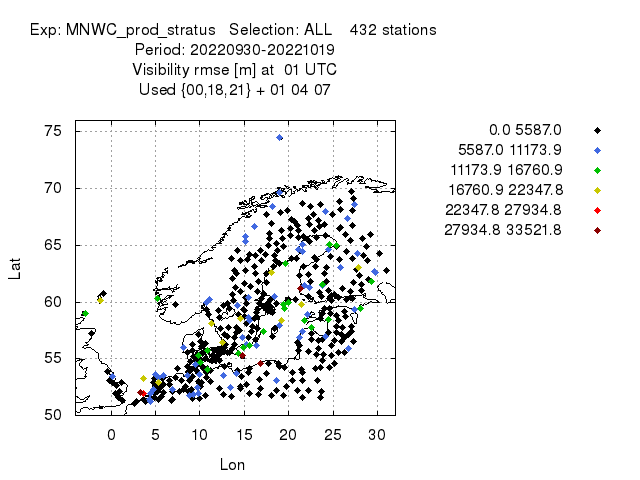 Exp: MNWC_prod_stratus   Selection: ALL    432 stations
Period: 20220930-20221019
Visibility rmse [m] at  01 UTC
Used {00,18,21} + 01 04 07
0.0 5587.0
5587.0 11173.9
11173.9 16760.9
16760.9 22347.8
22347.8 27934.8
27934.8 33521.8
75
70
65
60
55
50
Lat
0 5 10 15 20 25 30
Lon